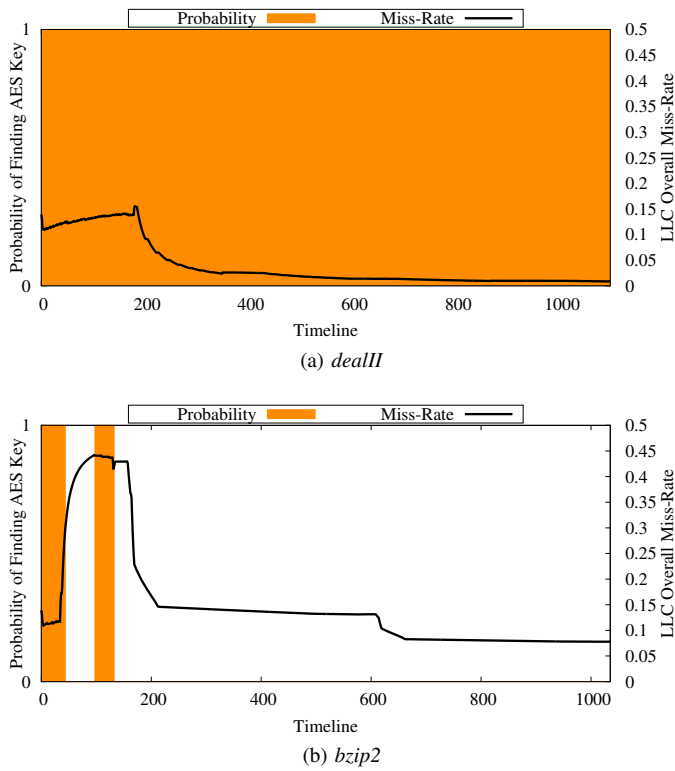 Probability Miss-Rate
Probability of Finding AES Key
1
0
LLC Overall Miss-Rate
0.5
0.45
0.4
0.35
0.3
0.25
0.2
0.15
0.1
0.05
0
0 200 400 600 800 1000
Timeline
(a) dealII
Probability Miss-Rate
Probability of Finding AES Key
1
0
LLC Overall Miss-Rate
0.5
0.45
0.4
0.35
0.3
0.25
0.2
0.15
0.1
0.05
0
0 200 400 600 800 1000
Timeline
(b) bzip2